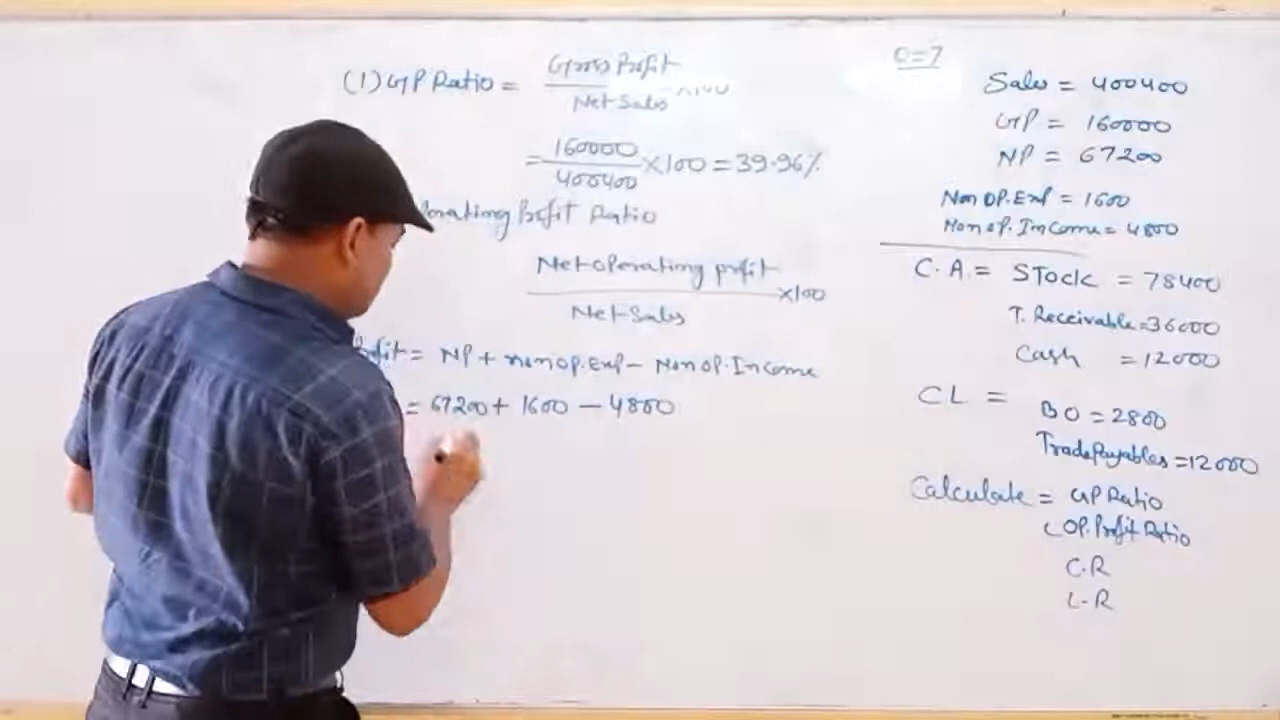 (1) GP Ratio = Gross Profit
Net Sales ×100
= 160000
400400 ×100 = 39.96%
Profit Ratio
Net operating profit
Net Sales ×100
= NP + non op. Exp - Non Op. Income
= 67200 + 1600 - 4800
Q=7
Sales = 400400
GP = 160000
NP = 67200
Non OP. Exp = 1600
Non op. Income = 4800
C.A. = STock = 78400
T. Receivable = 36000
Cash = 12000
CL =
BO = 2800
Trade Payables = 12000
Calculate = GP Ratio
OP. Profit Ratio
C.R
L.R